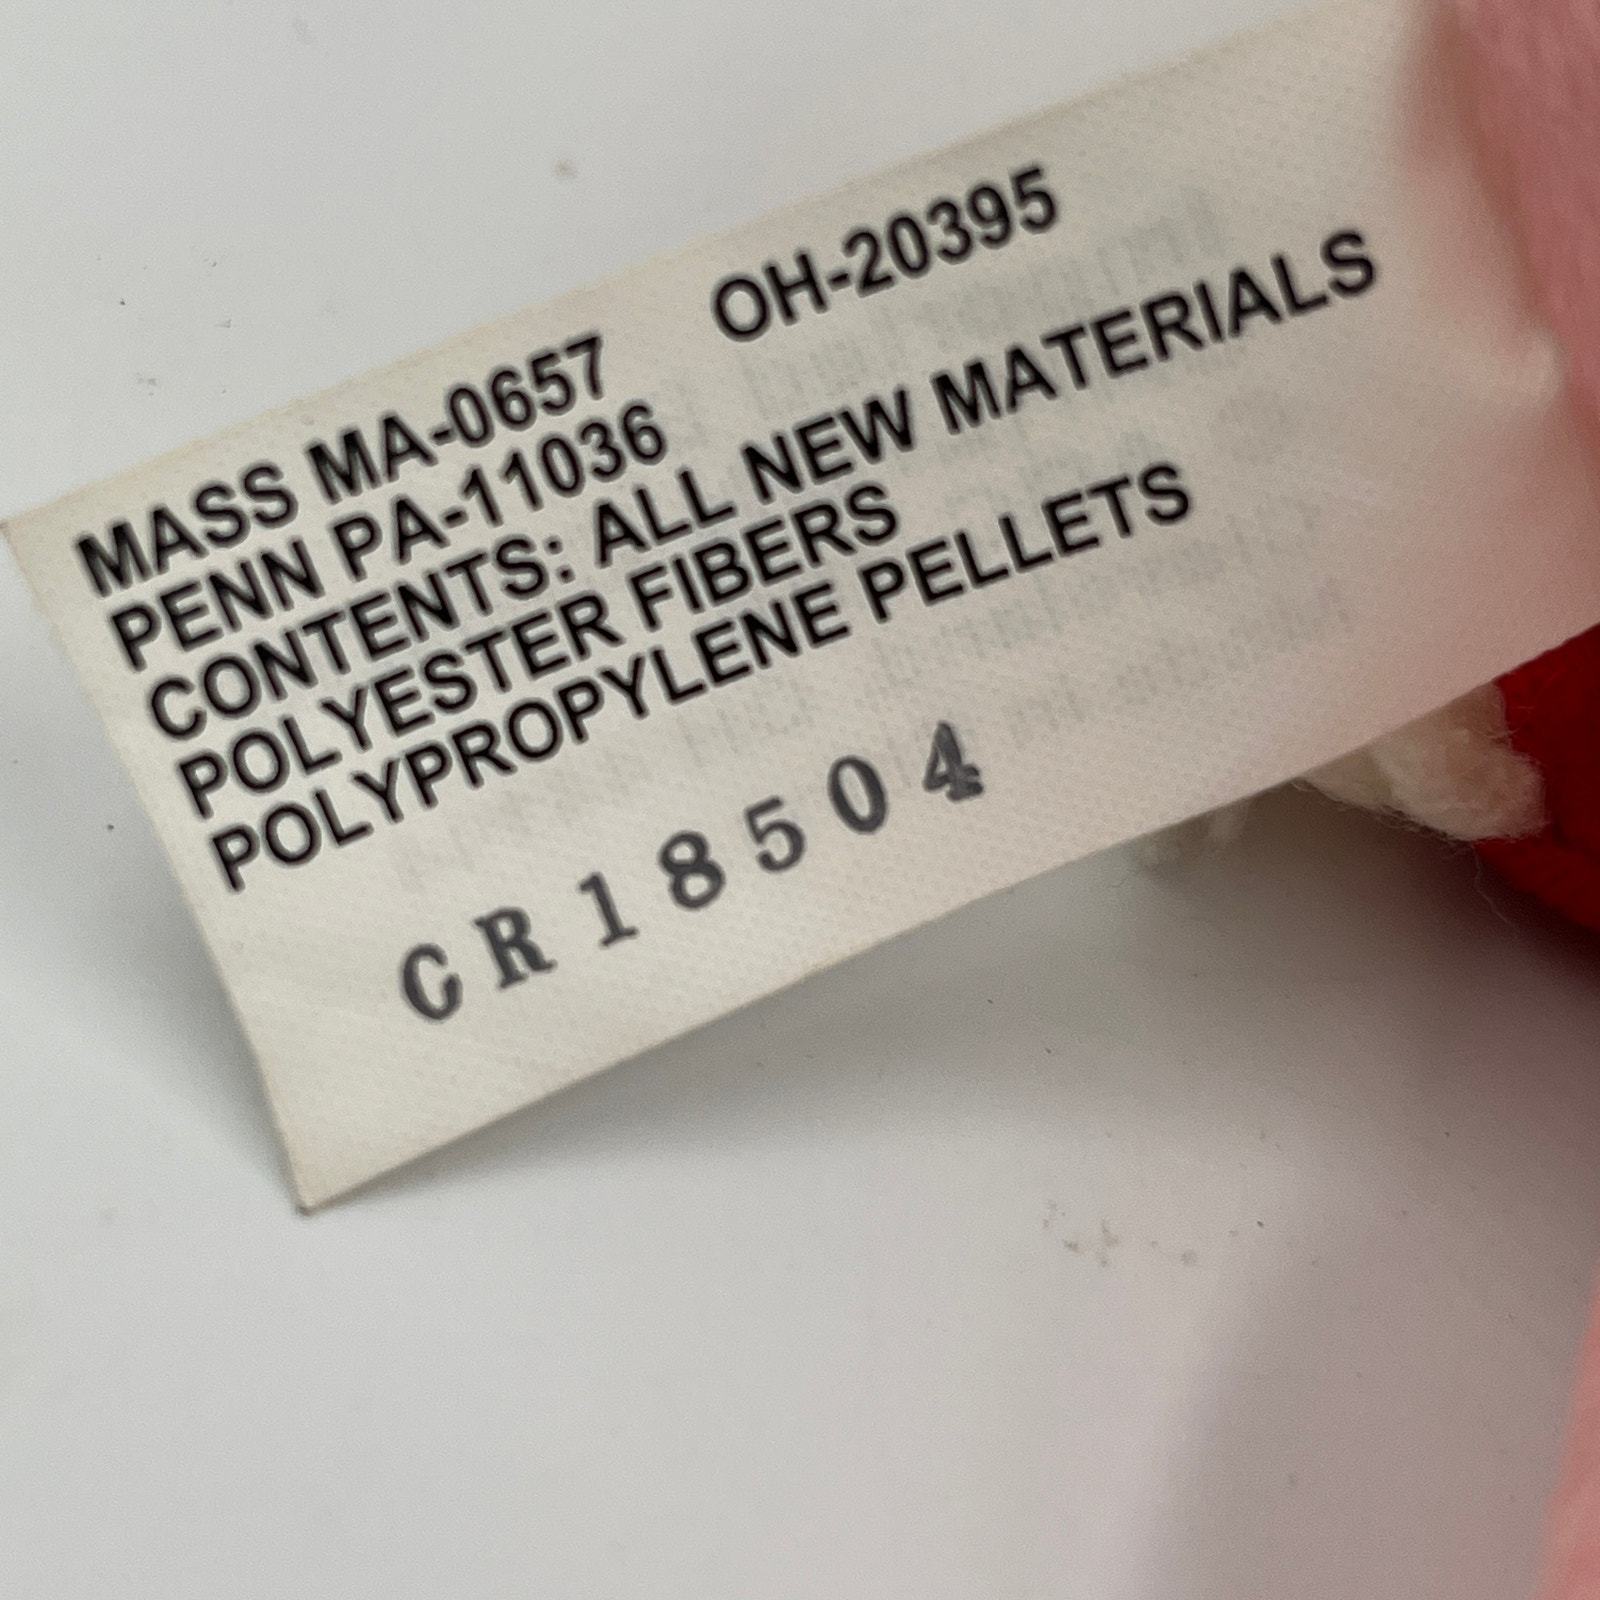 MASS MA-0657 OH-20395
PENN PA-11036
CONTENTS: ALL NEW MATERIALS
POLYESTER FIBERS
POLYPROPYLENE PELLETS
CR18504